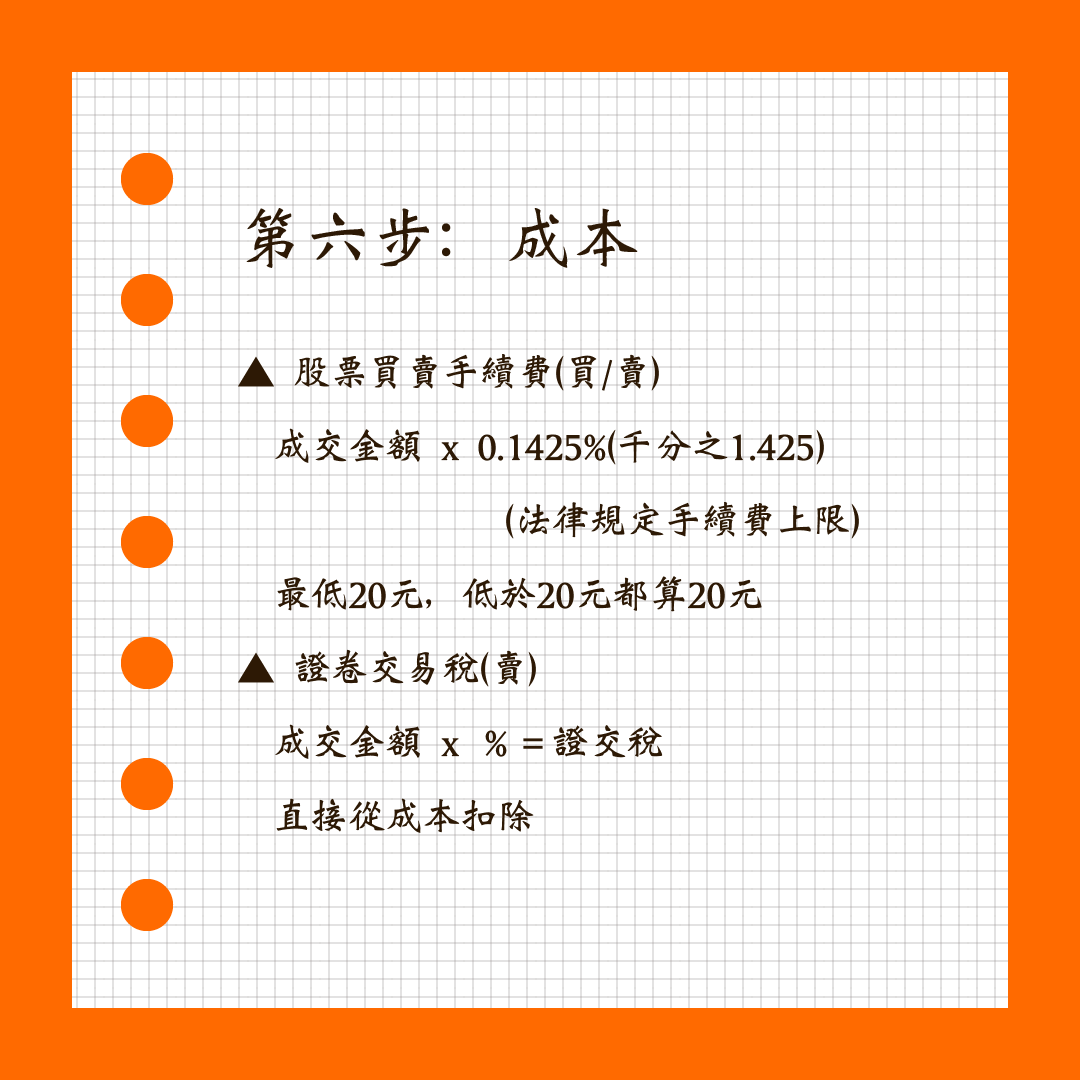 第六步: 成本
▲ 股票買賣手續費(買/賣)
成交金額 x 0.1425%(千分之1.425)
(法律規定手續費上限)
最低20元, 低於20元都算20元
▲ 證卷交易稅(賣)
成交金額 x % = 證交稅
直接從成本扣除